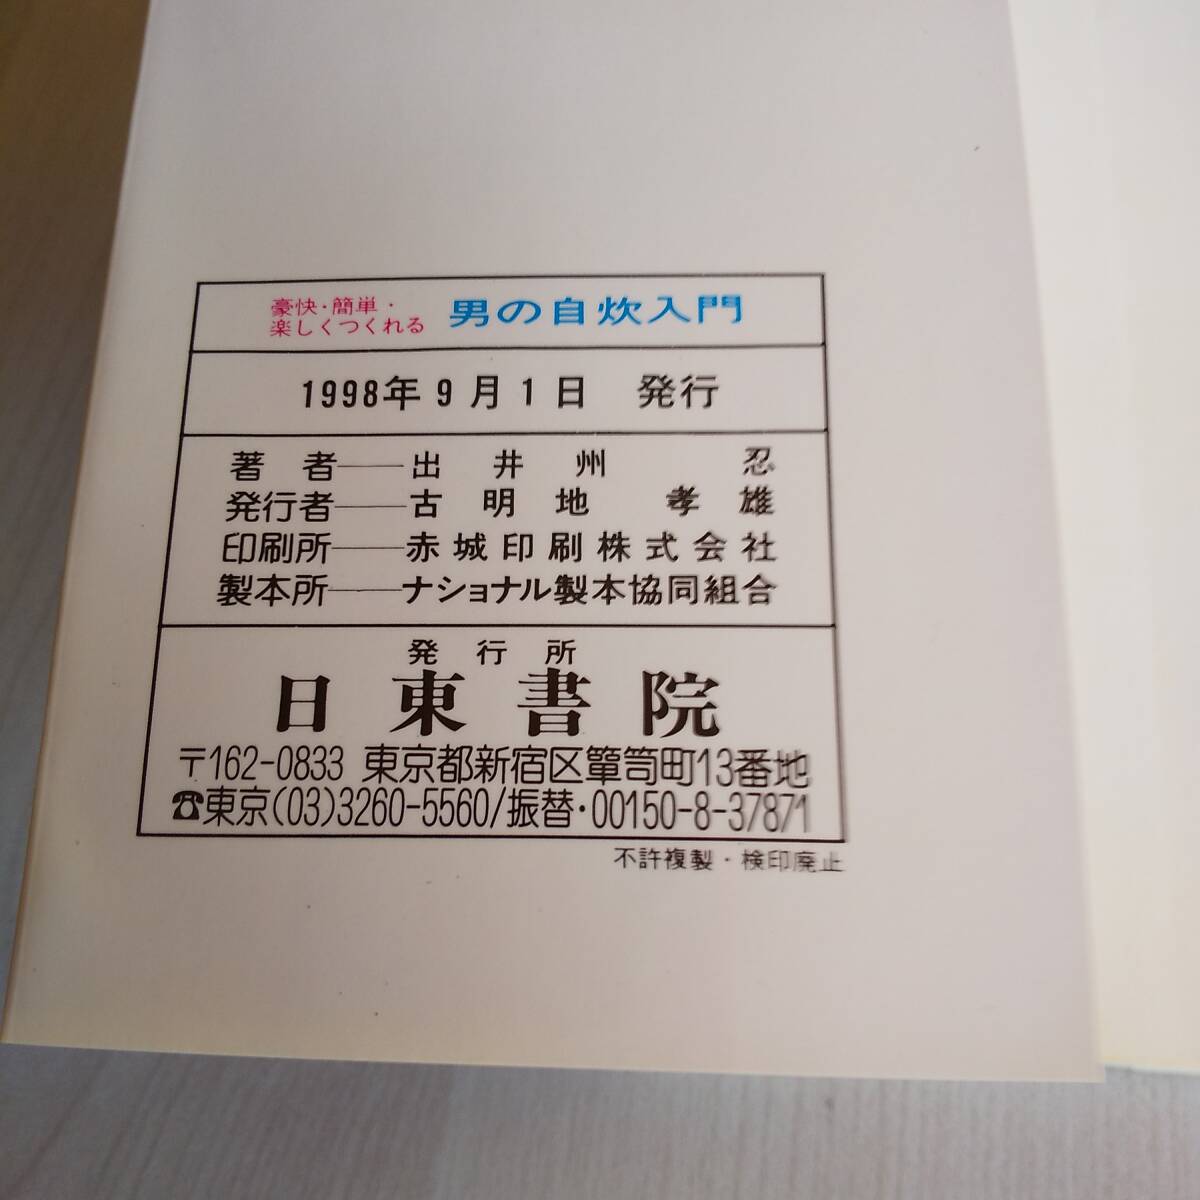 豪快・簡単・
楽しくつくれる
男の自炊入門
1998年9月1日 発行
著者――出井州 忍
発行者――古明地 孝雄
印刷所――赤城印刷株式会社
製本所――ナショナル製本協同組合
発行所
日東書院
〒162-0833 東京都新宿区簞笥町13番地
☎東京(03)3260-5560/振替・00150-8-37871
不許複製・検印廃止